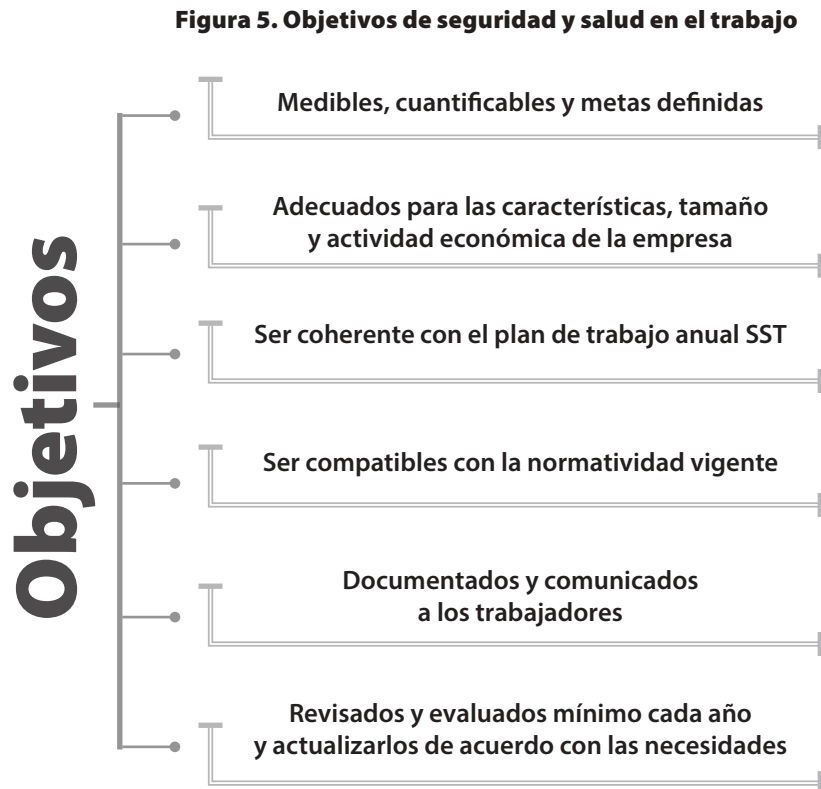 Figura 5. Objetivos de seguridad y salud en el trabajo
Objetivos
Medibles, cuantificables y metas definidas
Adecuados para las características, tamaño
y actividad económica de la empresa
Ser coherente con el plan de trabajo anual SST
Ser compatibles con la normatividad vigente
Documentados y comunicados
a los trabajadores
Revisados y evaluados mínimo cada año
y actualizarlos de acuerdo con las necesidades